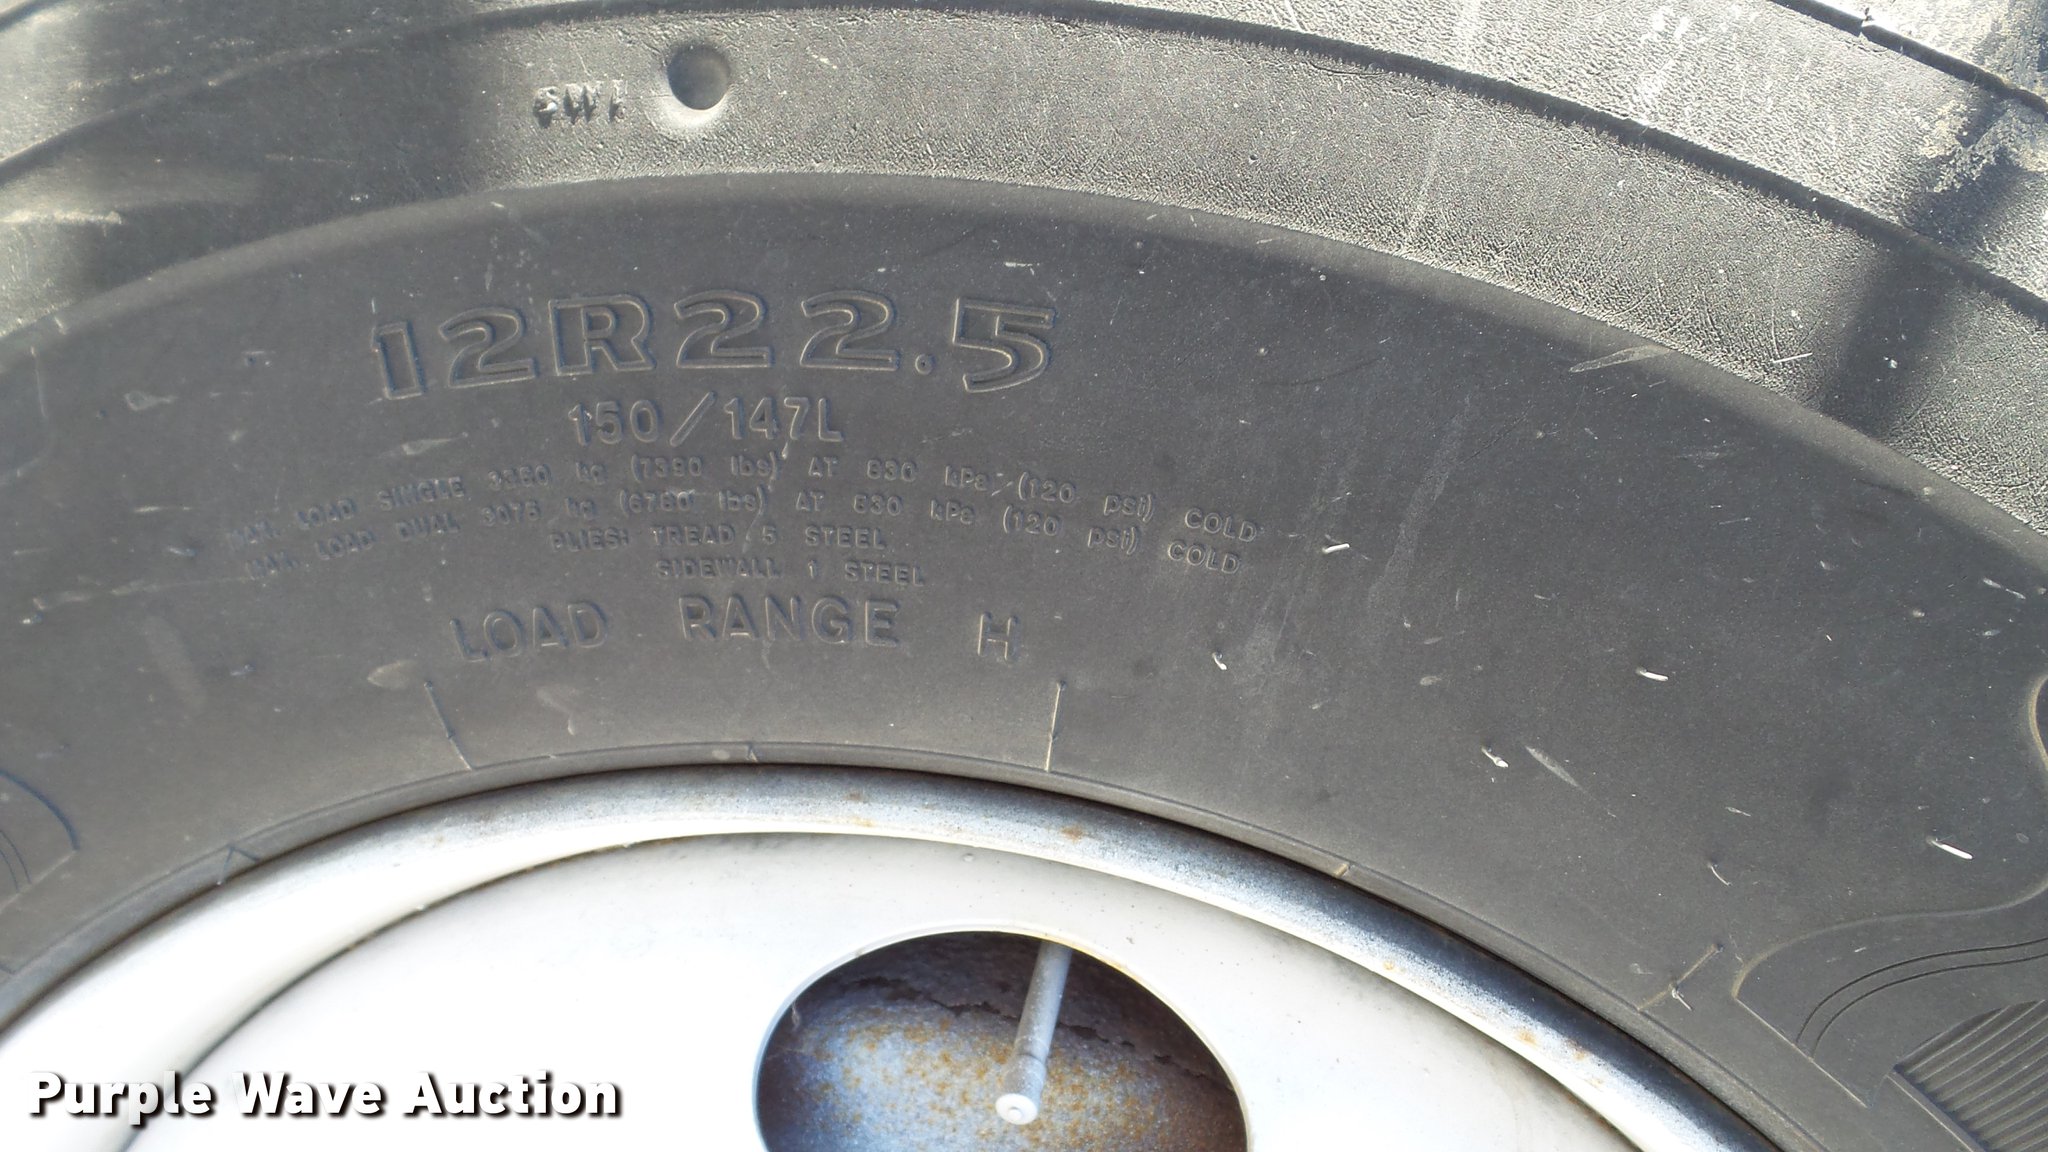 SWI
12R22.5
150/147L
MAX. LOAD SINGLE 3350 kg (7390 lbs) AT 830 kPa (120 psi) COLD
MAX. LOAD DUAL 3075 kg (6780 lbs) AT 830 kPa (120 psi) COLD
PLIES: TREAD 5 STEEL
SIDEWALL 1 STEEL
LOAD RANGE H
Purple Wave Auction